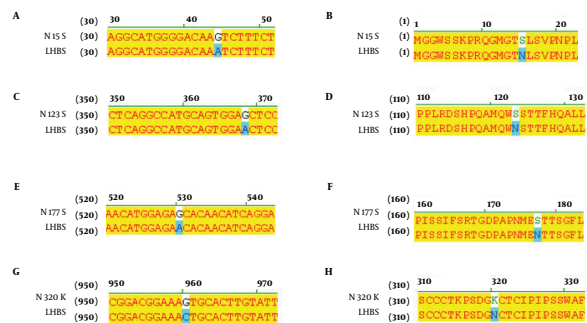 A (30) 30 40 50
N 15 S (30) AGGCATGGGGACAAGTCTTTCT
LHBS (30) AGGCATGGGGACAAATCTTTCT
B (1) 1 10 20
N 15 S (1) MGGWSSKPRQGMGTSLSVPNPL
LHBS (1) MGGWSSKPRQGMGTNLSVPNPL
C (350) 350 360 370
N 123 S (350) CTCAGGCCATGCAGTGGAGCTCC
LHBS (350) CTCAGGCCATGCAGTGGAACTCC
D (110) 110 120 130
N 123 S (110) PPLRDSHPQAMQWSSTTFHQALL
LHBS (110) PPLRDSHPQAMQWNSTTFHQALL
E (520) 520 530 540
N 177 S (520) AACATGGAGAGCACAACATCAGGA
LHBS (520) AACATGGAGAACACAACATCAGGA
F (160) 160 170 180
N 177 S (160) PISSIFSRTGDPAPNMESTTSGFL
LHBS (160) PISSIFSRTGDPAPNMENTTSGFL
G (950) 950 960 970
N 320 K (950) CGGACGGAAAGTGCACTTGTATT
LHBS (950) CGGACGGAAACTGCACTTGTATT
H (310) 310 320 330
N 320 K (310) SCCCTKPSDGKCTCIPIPSSWAF
LHBS (310) SCCCTKPSDGNCTCIPIPSSWAF